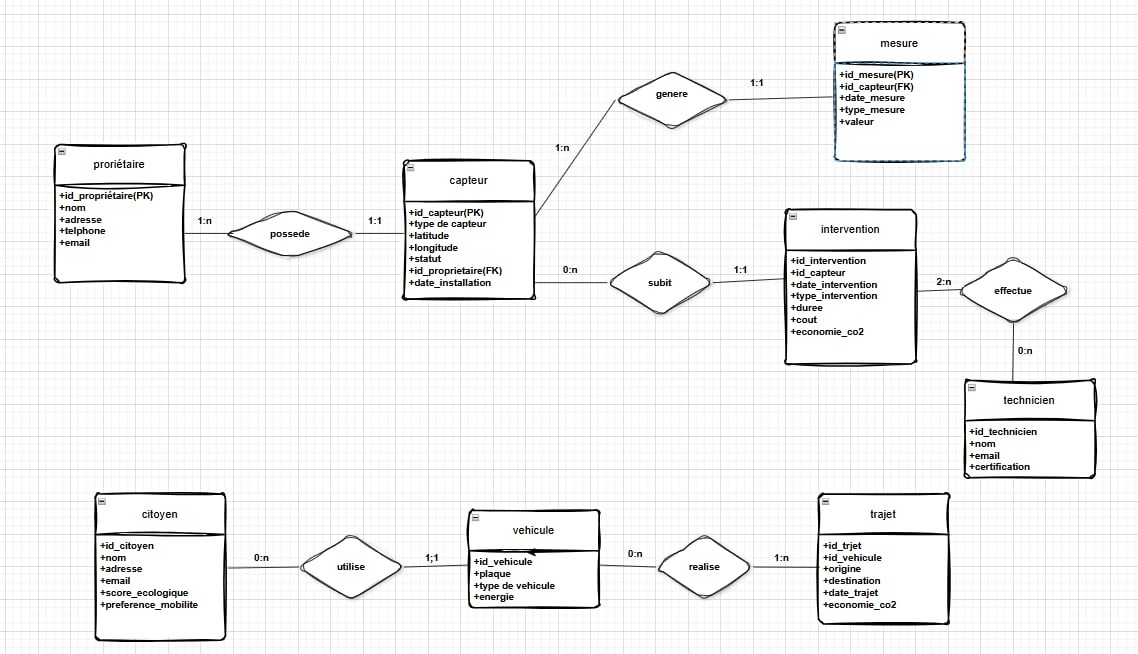 mesure
+id_mesure(PK)
+id_capteur(FK)
+date_mesure
+type_mesure
+valeur
genere
1:1
1:n
proriétaire
+id_propriétaire(PK)
+nom
+adresse
+telphone
+email
1:n
possede
1:1
capteur
+id_capteur(PK)
+type de capteur
+latitude
+longitude
+statut
+id_proprietaire(FK)
+date_installation
0:n
subit
1:1
intervention
+id_intervention
+id_capteur
+date_intervention
+type_intervention
+duree
+cout
+economie_co2
2:n
effectue
0:n
technicien
+id_technicien
+nom
+email
+certification
citoyen
+id_citoyen
+nom
+adresse
+email
+score_ecologique
+preference_mobilite
0:n
utilise
1;1
vehicule
+id_vehicule
+plaque
+type de vehicule
+energie
0:n
realise
1:n
trajet
+id_trjet
+id_vehicule
+origine
+destination
+date_trajet
+economie_co2